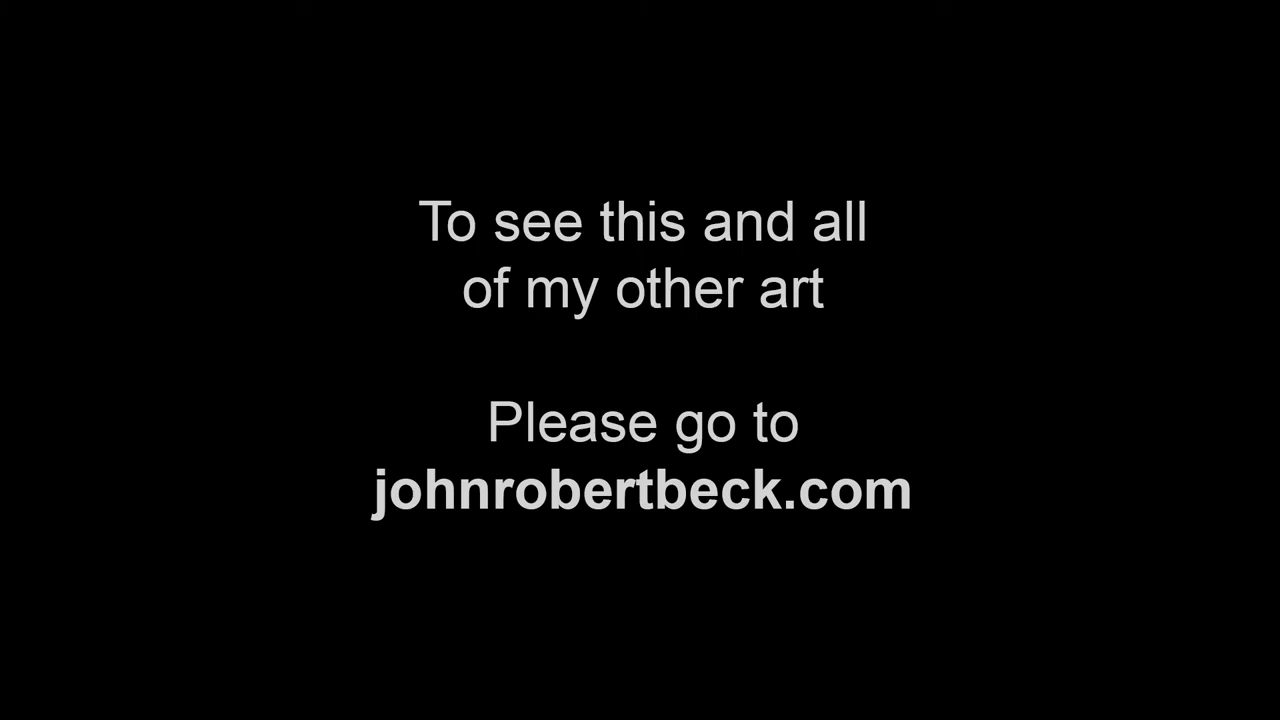 To see this and all
of my other art
Please go to
johnrobertbeck.com